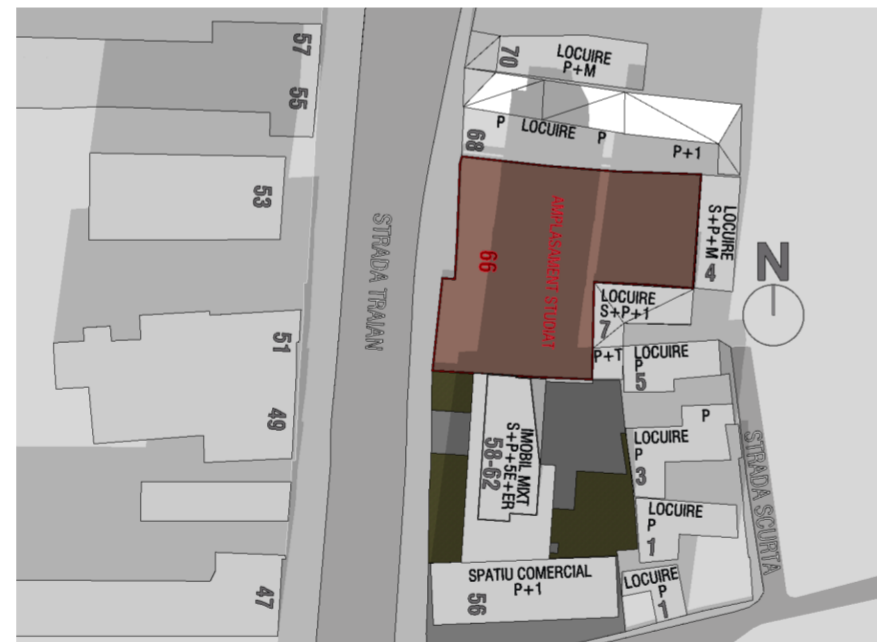 57
55
53
51
49
47
STRADA TRAIAN
70
LOCUIRE
P+M
68
P
LOCUIRE
P
P+1
66
AMPLASAMENT STUDIAT
LOCUIRE
S+P+M
4
N
LOCUIRE
S+P+1
7
P+T
LOCUIRE
P
5
P
LOCUIRE
P
3
LOCUIRE
P
1
LOCUIRE
P
1
IMOBIL MIXT
S+P+5E+ER
58-62
SPATIU COMERCIAL
P+1
56
STRADA SCURTA